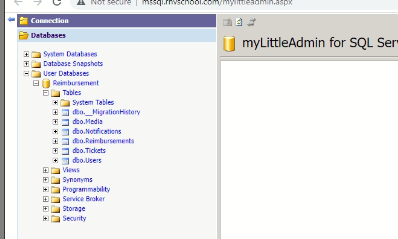 Not secure | mssql.rnvschool.com/mylittleadmin.aspx
Connection
Databases
System Databases
Database Snapshots
User Databases
Reimbursement
Tables
System Tables
dbo.__MigrationHistory
dbo.Media
dbo.Notifications
dbo.Reimbursements
dbo.Tickets
dbo.Users
Views
Synonyms
Programmability
Service Broker
Storage
Security
myLittleAdmin for SQL Serv